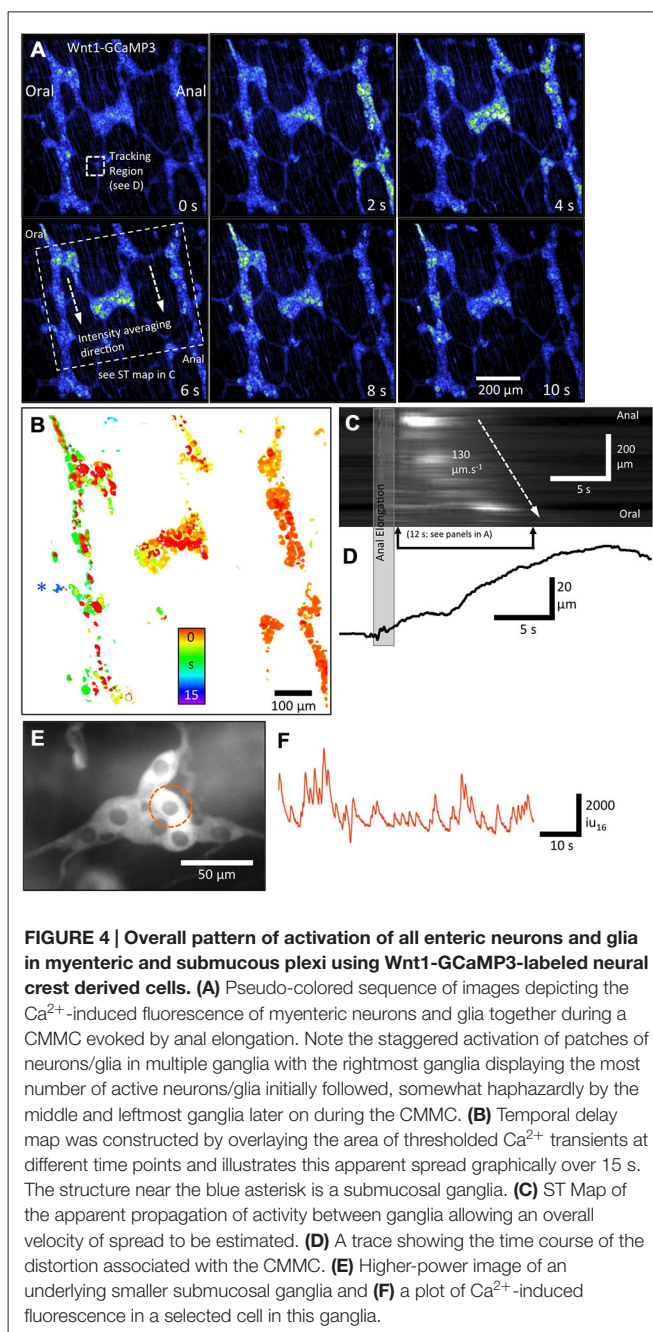 A
Wnt1-GCaMP3
Oral
Anal
Tracking
Region
(see D)
0 s
2 s
4 s
Oral
Intensity averaging
direction
Anal
see ST map in C
6 s
8 s
200 µm
10 s
B
*
0
s
15
100 µm
C
Anal
130
µm.s-1
200
µm
5 s
Oral
Anal Elongation
(12 s: see panels in A)
D
20
µm
5 s
E
50 µm
F
2000
iu16
10 s
FIGURE 4 | Overall pattern of activation of all enteric neurons and glia
in myenteric and submucous plexi using Wnt1-GCaMP3-labeled neural
crest derived cells. (A) Pseudo-colored sequence of images depicting the
Ca2+-induced fluorescence of myenteric neurons and glia together during a
CMMC evoked by anal elongation. Note the staggered activation of patches of
neurons/glia in multiple ganglia with the rightmost ganglia displaying the most
number of active neurons/glia initially followed, somewhat haphazardly by the
middle and leftmost ganglia later on during the CMMC. (B) Temporal delay
map was constructed by overlaying the area of thresholded Ca2+ transients at
different time points and illustrates this apparent spread graphically over 15 s.
The structure near the blue asterisk is a submucosal ganglia. (C) ST Map of
the apparent propagation of activity between ganglia allowing an overall
velocity of spread to be estimated. (D) A trace showing the time course of the
distortion associated with the CMMC. (E) Higher-power image of an
underlying smaller submucosal ganglia and (F) a plot of Ca2+-induced
fluorescence in a selected cell in this ganglia.